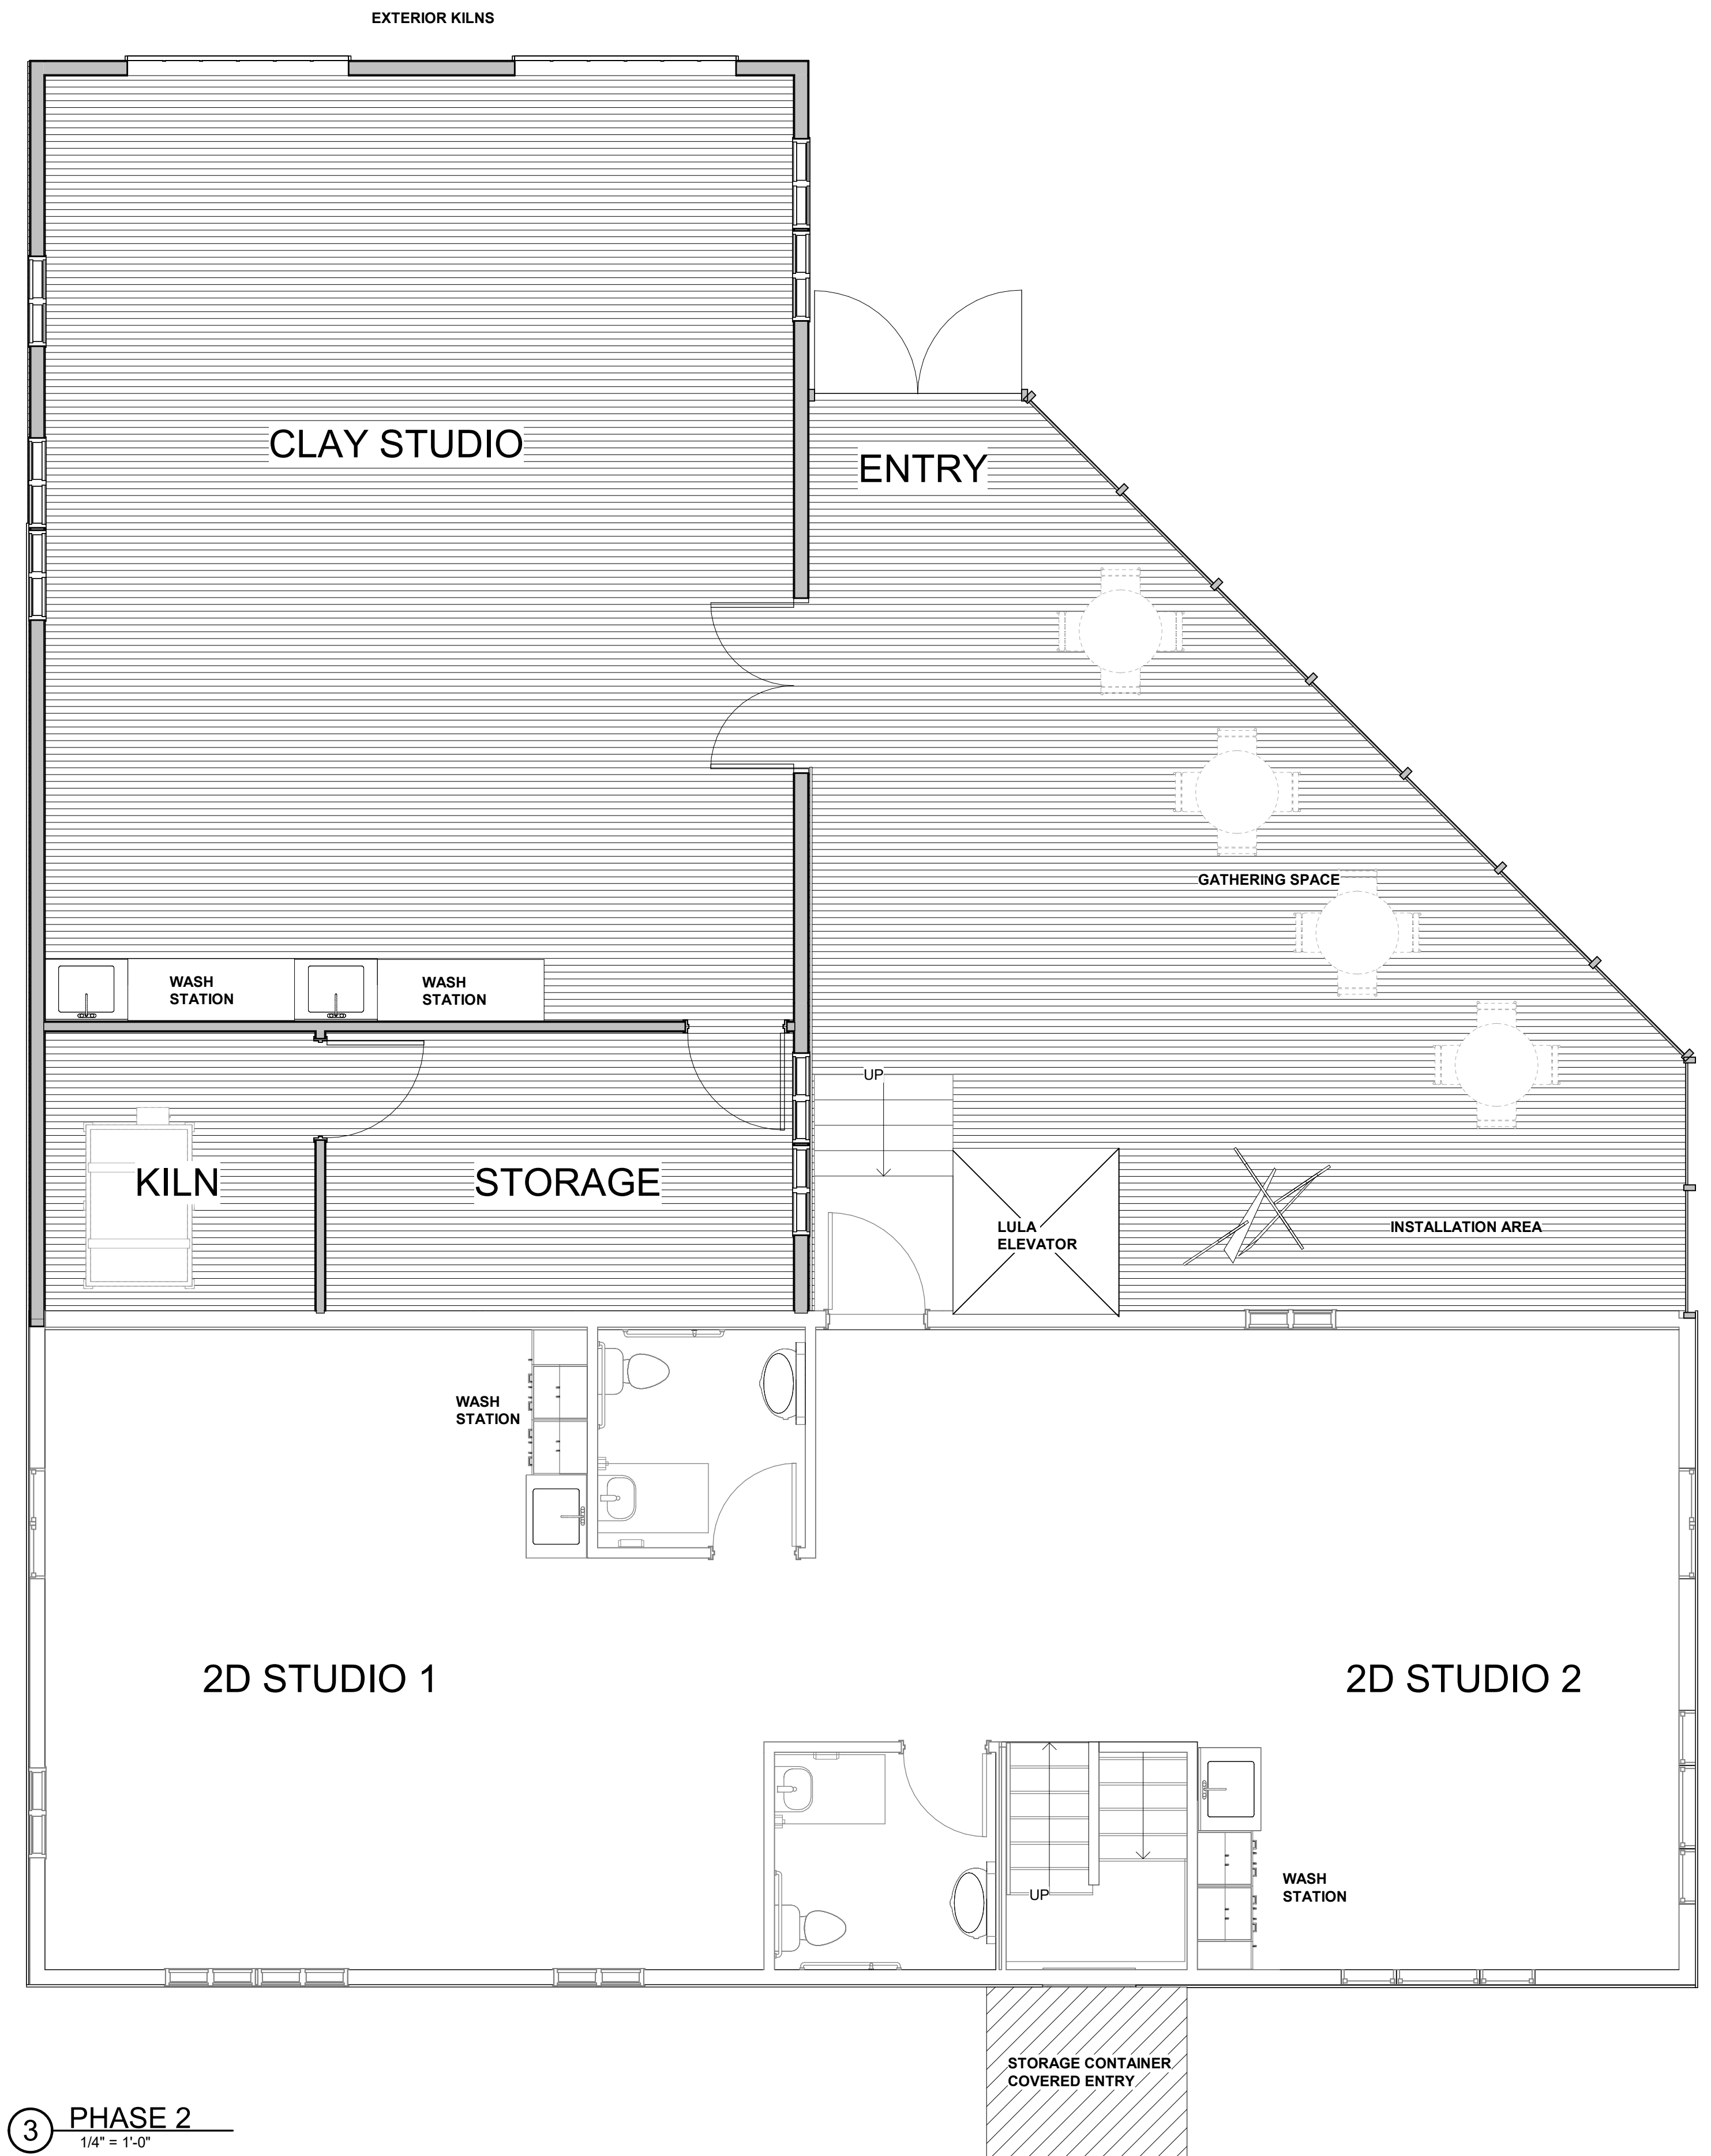 EXTERIOR KILNS
CLAY STUDIO
ENTRY
GATHERING SPACE
WASH
STATION
WASH
STATION
UP
KILN
STORAGE
LULA
ELEVATOR
INSTALLATION AREA
WASH
STATION
2D STUDIO 1
2D STUDIO 2
WASH
STATION
UP
STORAGE CONTAINER
COVERED ENTRY
3
PHASE 2
1/4" = 1'-0"